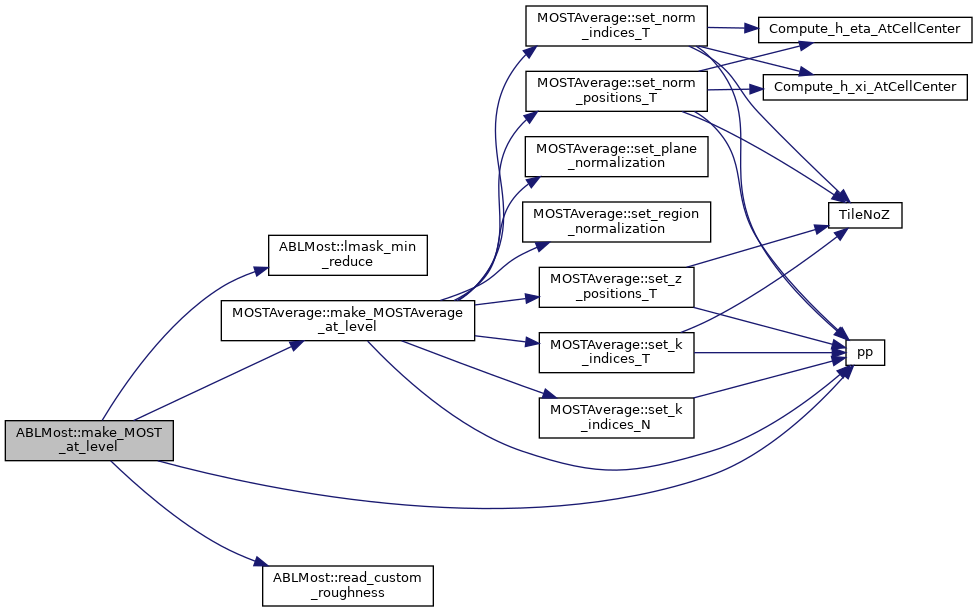 MOSTAverage::set_norm
_indices_T
Compute_h_eta_AtCellCenter
MOSTAverage::set_norm
_positions_T
Compute_h_xi_AtCellCenter
MOSTAverage::set_plane
_normalization
MOSTAverage::set_region
_normalization
TileNoZ
ABLMost::lmask_min
_reduce
MOSTAverage::set_z
_positions_T
MOSTAverage::make_MOSTAverage
_at_level
MOSTAverage::set_k
_indices_T
pp
MOSTAverage::set_k
_indices_N
ABLMost::make_MOST
_at_level
ABLMost::read_custom
_roughness